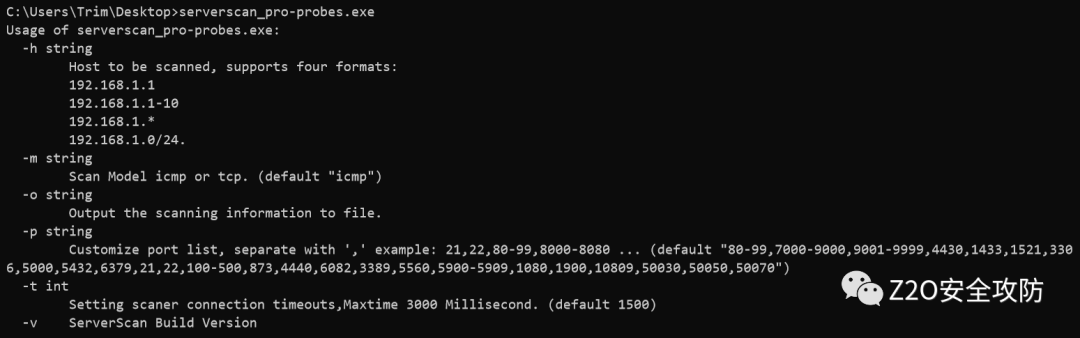 C:\Users\Trim\Desktop>serverscan_pro-probes.exe
Usage of serverscan_pro-probes.exe:
  -h string
        Host to be scanned, supports four formats:
        192.168.1.1
        192.168.1.1-10
        192.168.1.*
        192.168.1.0/24.
  -m string
        Scan Model icmp or tcp. (default "icmp")
  -o string
        Output the scanning information to file.
  -p string
        Customize port list, separate with ',' example: 21,22,80-99,8000-8080 ... (default "80-99,7000-9000,9001-9999,4430,1433,1521,330
6,5000,5432,6379,21,22,100-500,873,4440,6082,3389,5560,5900-5909,1080,1900,10809,50030,50050,50070")
  -t int
        Setting scaner connection timeouts,Maxtime 3000 Millisecond. (default 1500)
  -v    ServerScan Build Version
Z2O安全攻防